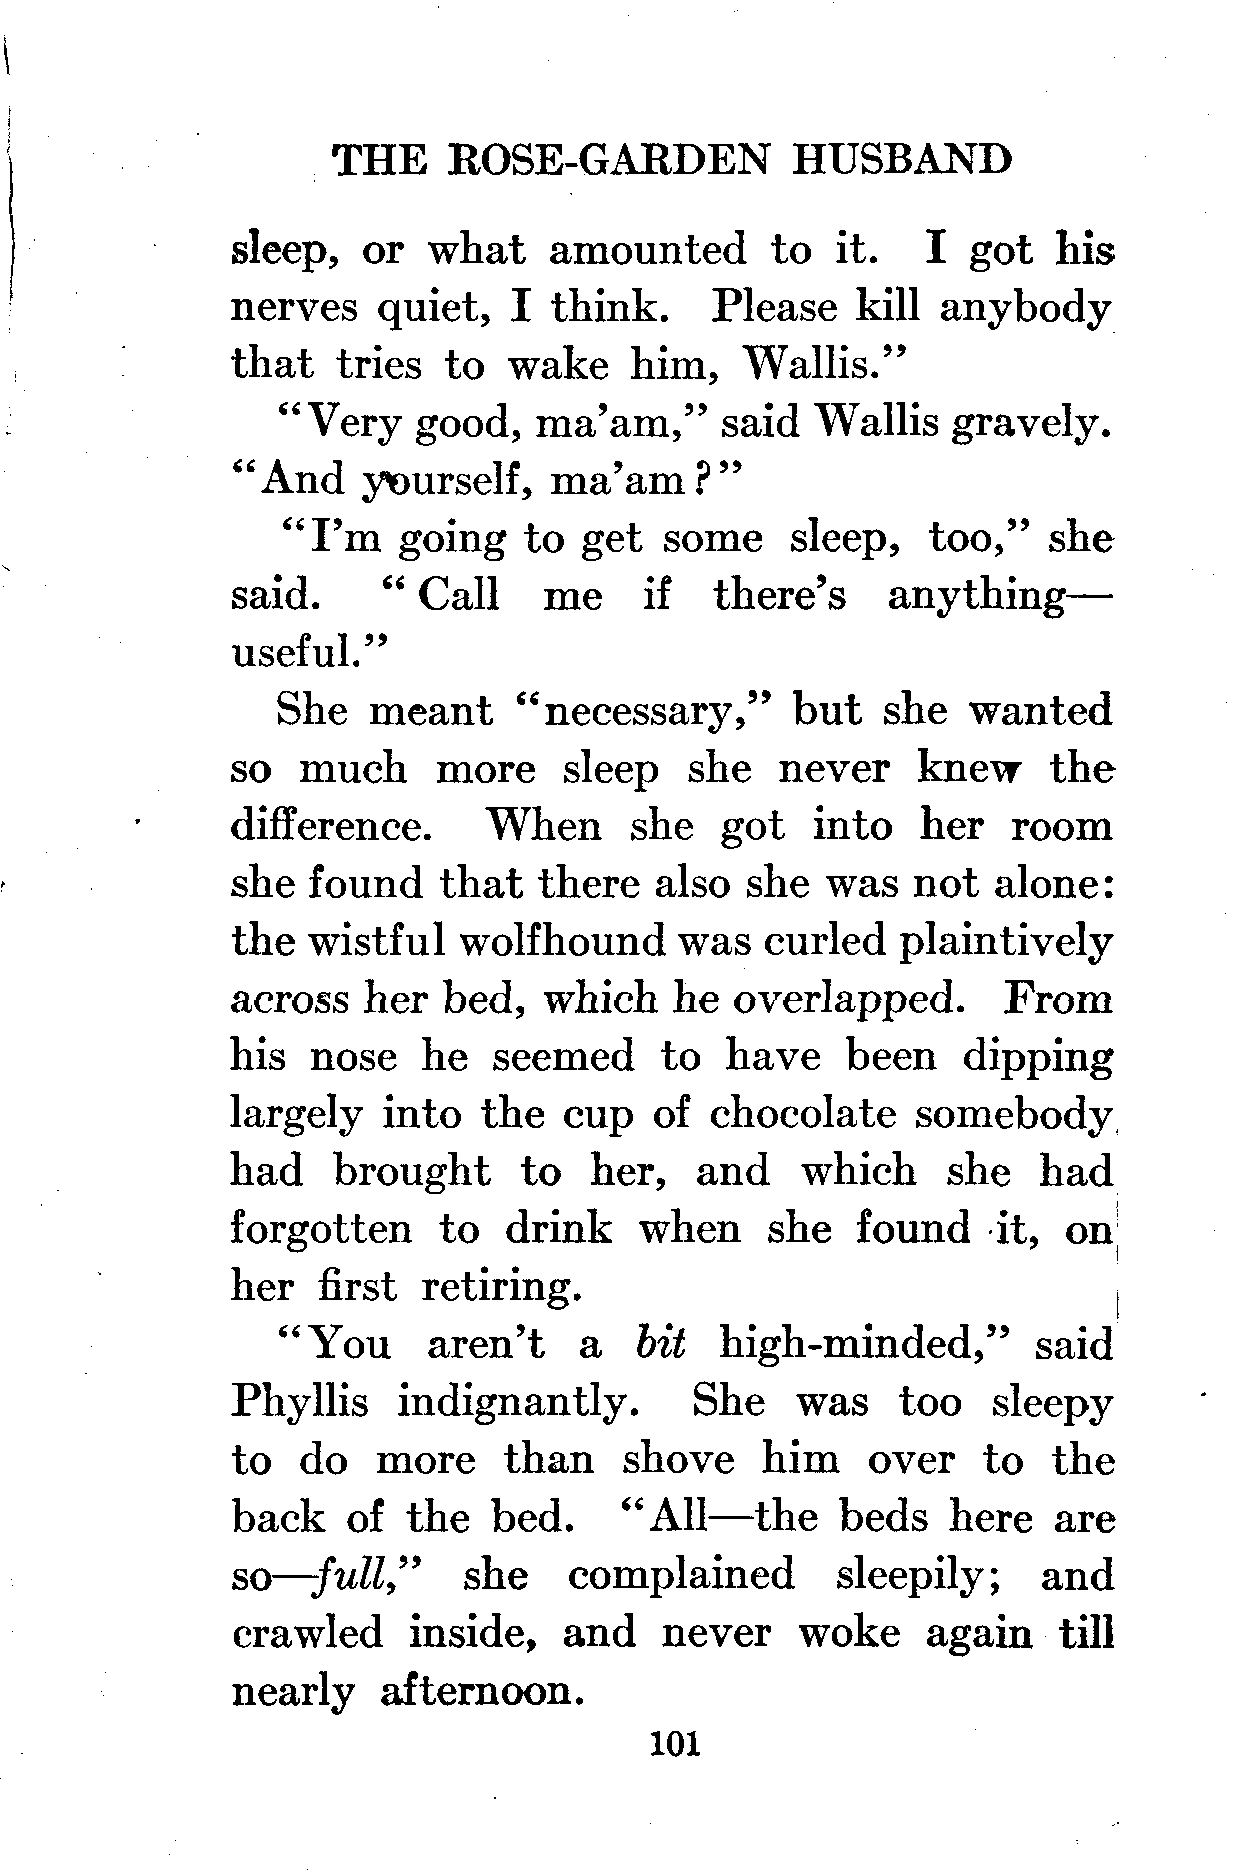 THE ROSE-GARDEN HUSBAND
sleep, or what amounted to it. I got his
nerves quiet, I think. Please kill anybody
that tries to wake him, Wallis."
"Very good, ma'am," said Wallis gravely.
"And yourself, ma'am?"
"I'm going to get some sleep, too," she
said. "Call me if there's anything—
useful."
She meant "necessary," but she wanted
so much more sleep she never knew the
difference. When she got into her room
she found that there also she was not alone:
the wistful wolfhound was curled plaintively
across her bed, which he overlapped. From
his nose he seemed to have been dipping
largely into the cup of chocolate somebody
had brought to her, and which she had
forgotten to drink when she found it, on
her first retiring.
"You aren't a bit high-minded," said
Phyllis indignantly. She was too sleepy
to do more than shove him over to the
back of the bed. "All—the beds here are
so—full," she complained sleepily; and
crawled inside, and never woke again till
nearly afternoon.
101